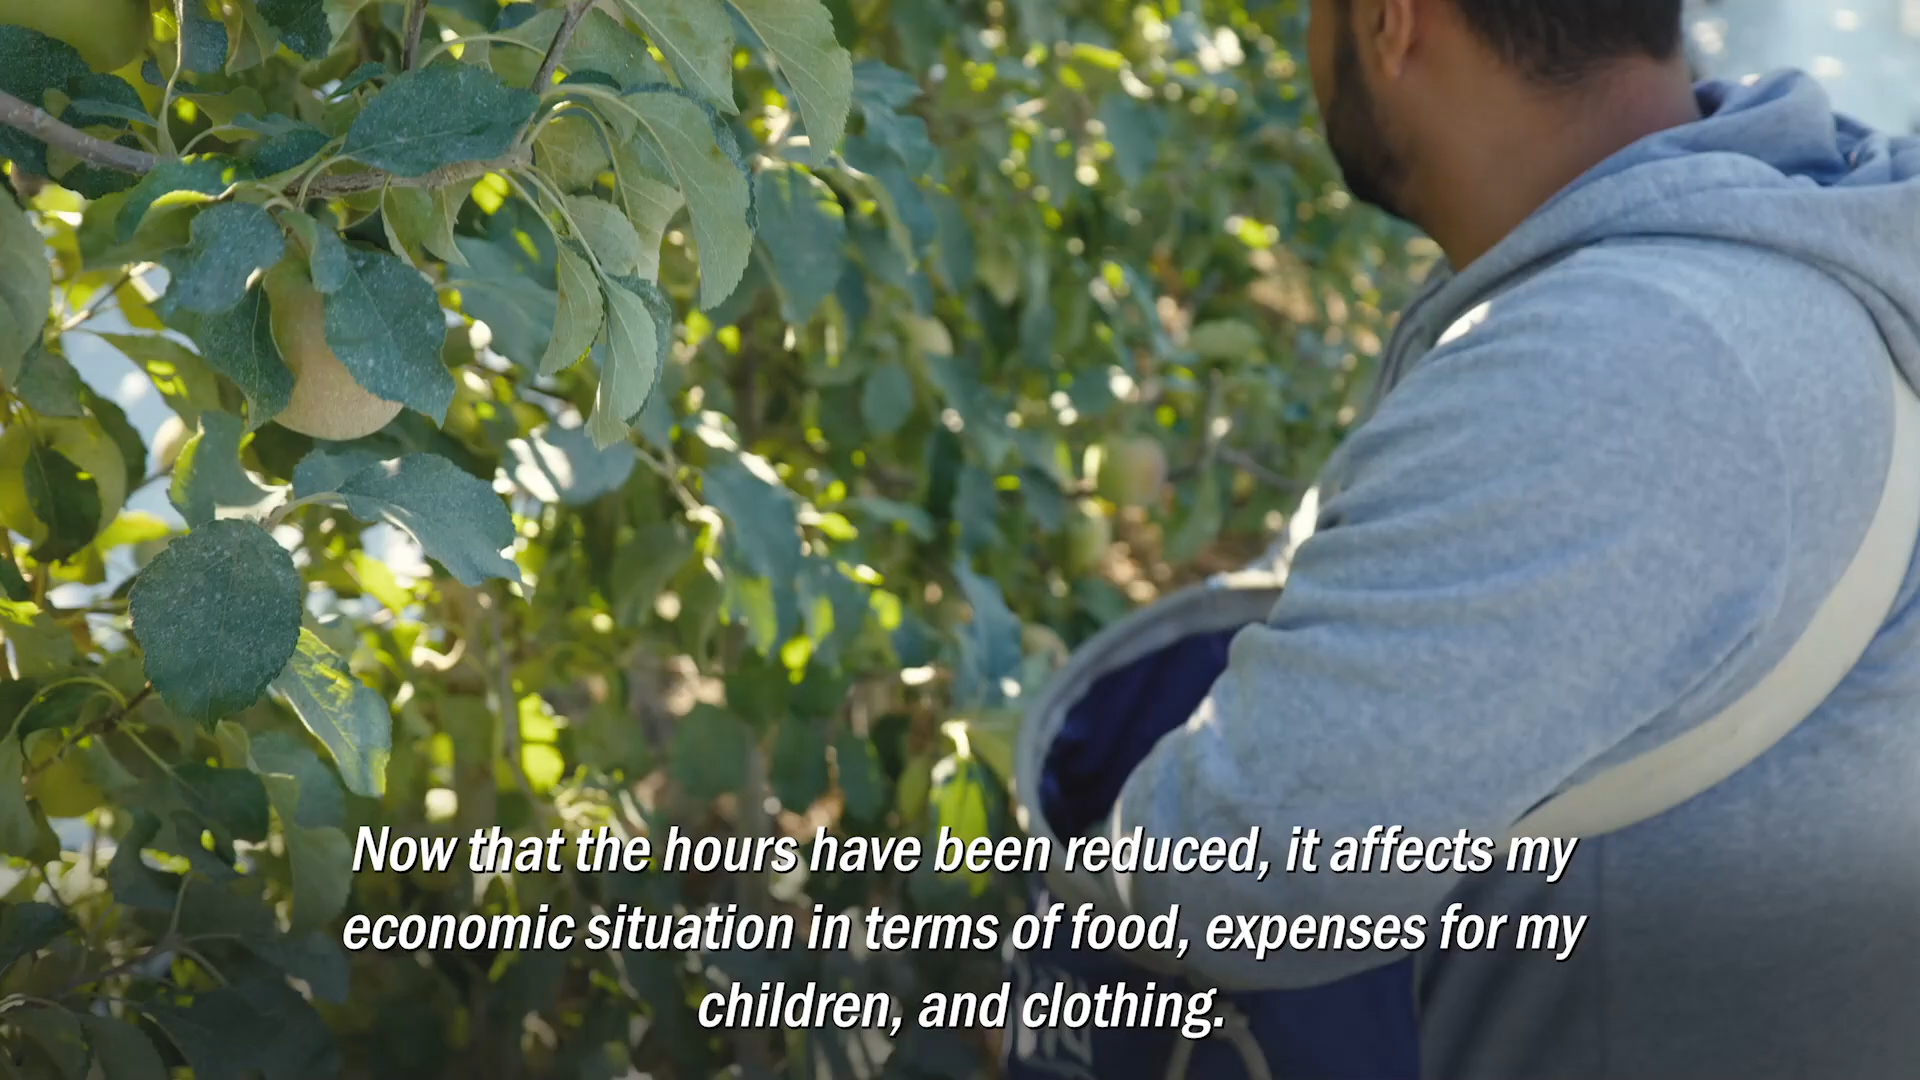 Now that the hours have been reduced, it affects my
economic situation in terms of food, expenses for my
children, and clothing.